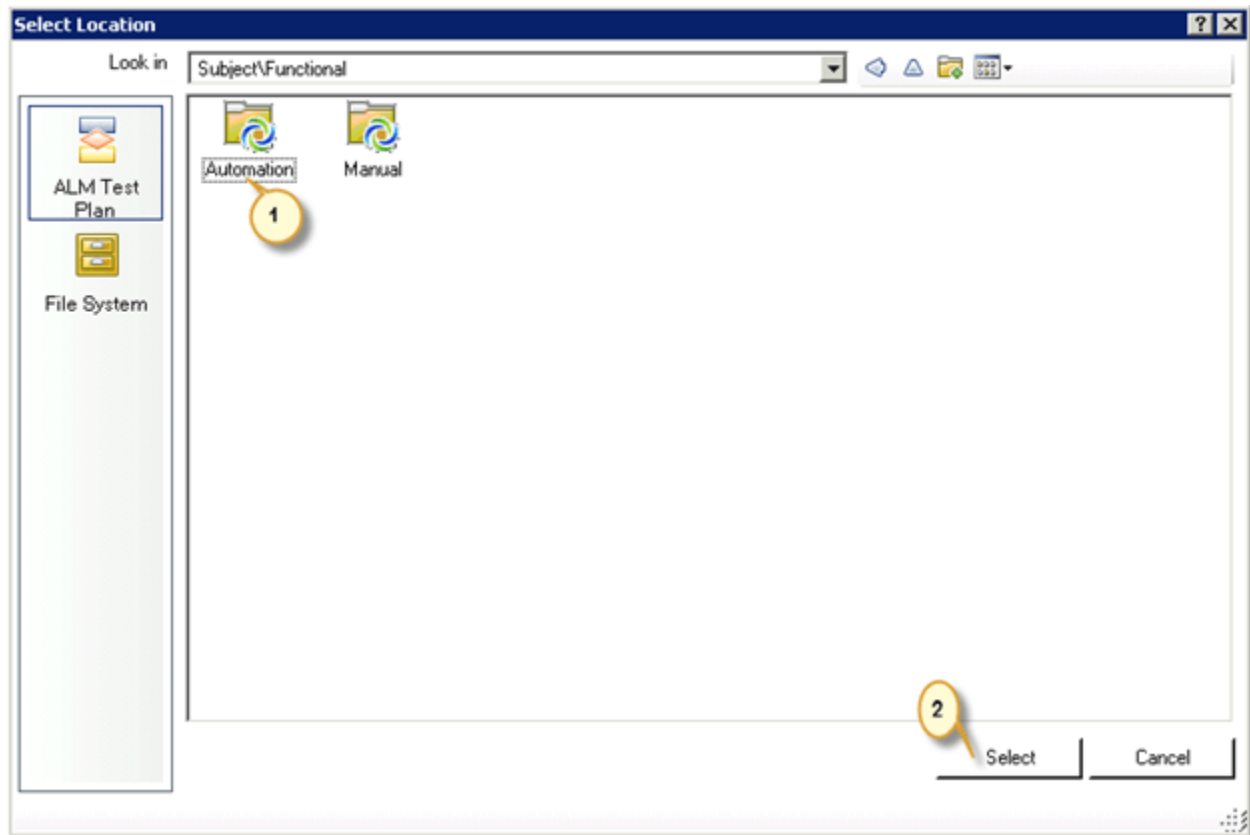 Select Location
Look in
Subject\Functional
ALM Test
Plan
File System
Automation
Manual
1
2
Select
Cancel